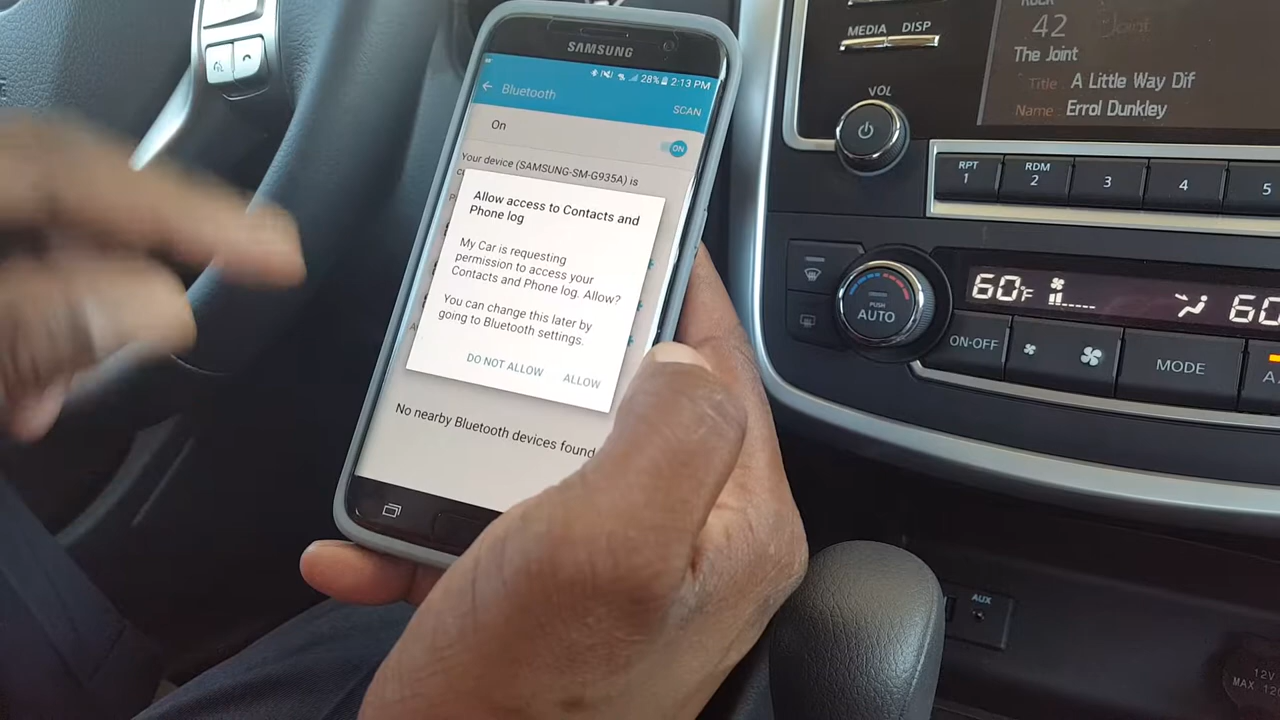 SAMSUNG
28% 2:13 PM
Bluetooth
SCAN
On
ON
Your device (SAMSUNG-SM-G935A) is
Allow access to Contacts and
Phone log
My Car is requesting
permission to access your
Contacts and Phone log. Allow?
You can change this later by
going to Bluetooth settings.
DO NOT ALLOW
ALLOW
No nearby Bluetooth devices found
MEDIA
DISP
42
Joint
The Joint
Title : A Little Way Dif
Name : Errol Dunkley
VOL
RPT
1
RDM
2
3
4
5
60°F
60
PUSH
AUTO
ON·OFF
MODE
AUX
12V